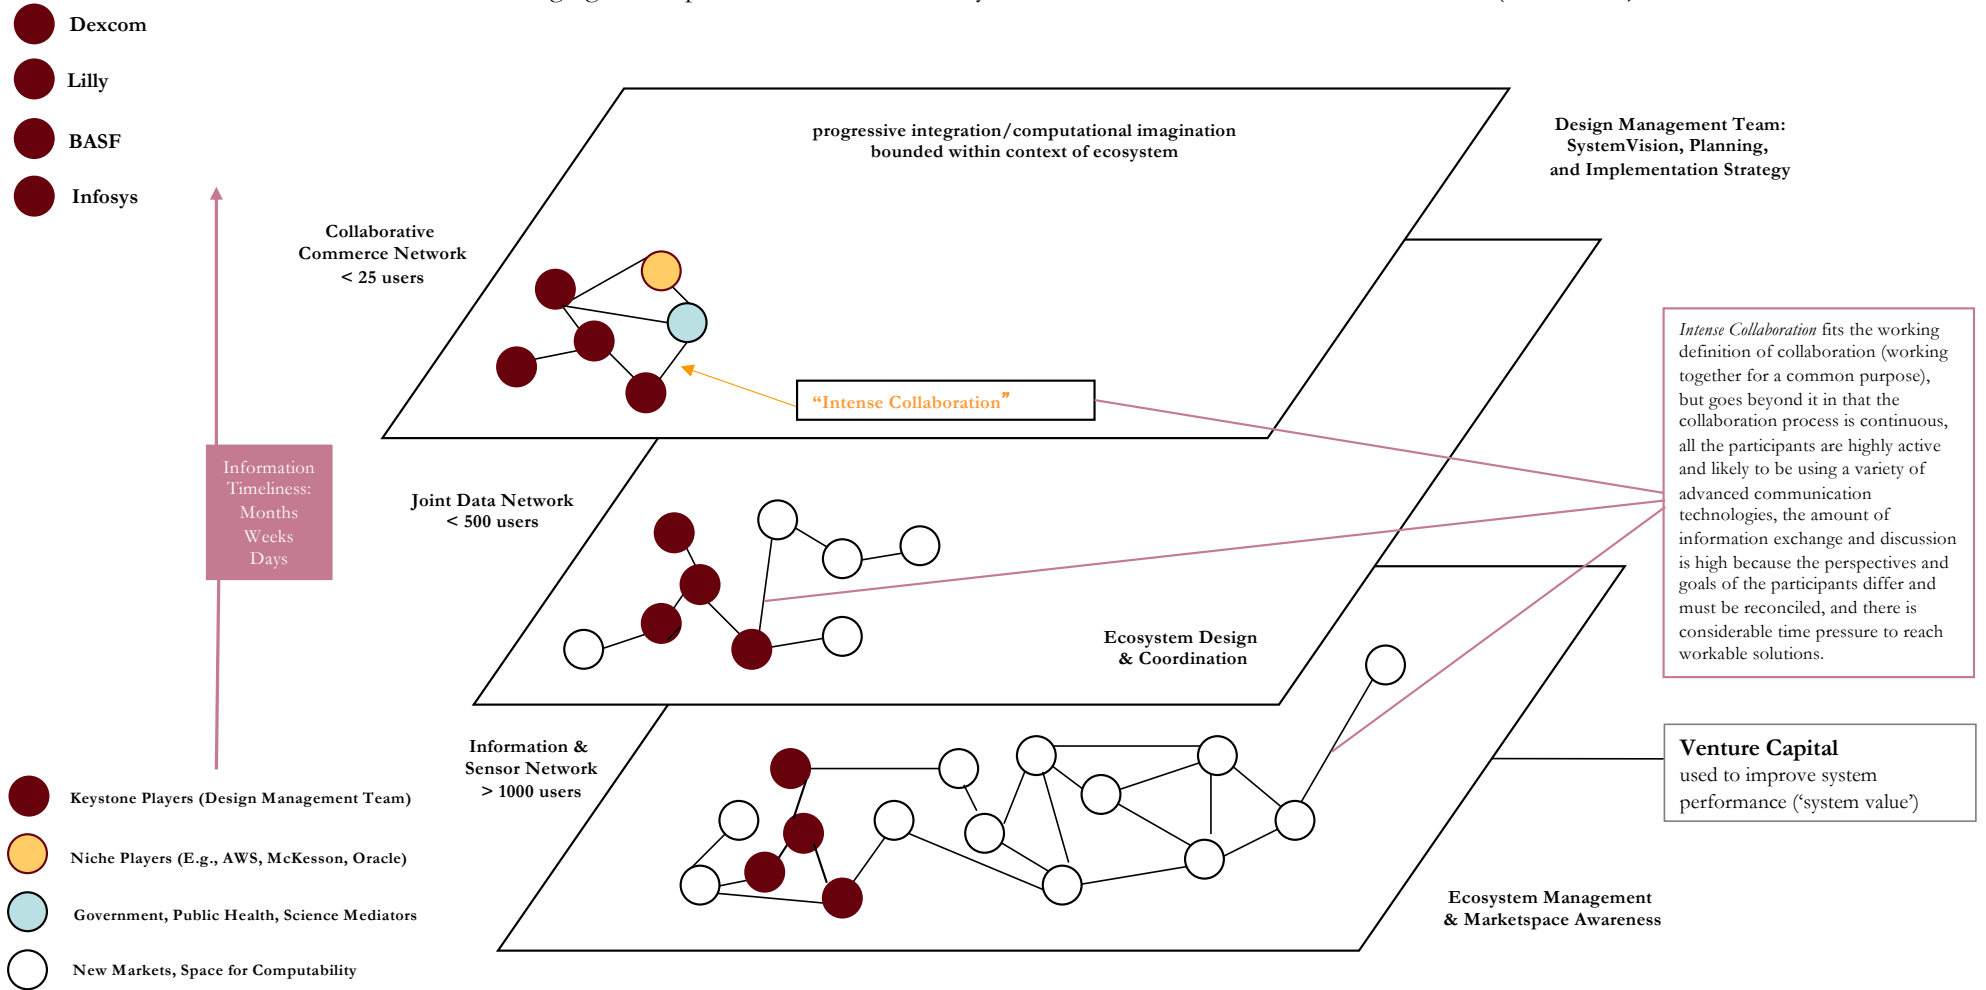 Dexcom
Lilly
BASF
Infosys
progressive integration/computational imagination
bounded within context of ecosystem
Design Management Team:
SystemVision, Planning,
and Implementation Strategy
Collaborative
Commerce Network
< 25 users
“Intense Collaboration”
Intense Collaboration fits the working
definition of collaboration (working
together for a common purpose),
but goes beyond it in that the
collaboration process is continuous,
all the participants are highly active
and likely to be using a variety of
advanced communication
technologies, the amount of
information exchange and discussion
is high because the perspectives and
goals of the participants differ and
must be reconciled, and there is
considerable time pressure to reach
workable solutions.
Information
Timeliness:
Months
Weeks
Days
Joint Data Network
< 500 users
Ecosystem Design
& Coordination
Information &
Sensor Network
> 1000 users
Venture Capital
used to improve system
performance (‘system value’)
Ecosystem Management
& Marketspace Awareness
Keystone Players (Design Management Team)
Niche Players (E.g., AWS, McKesson, Oracle)
Government, Public Health, Science Mediators
New Markets, Space for Computability